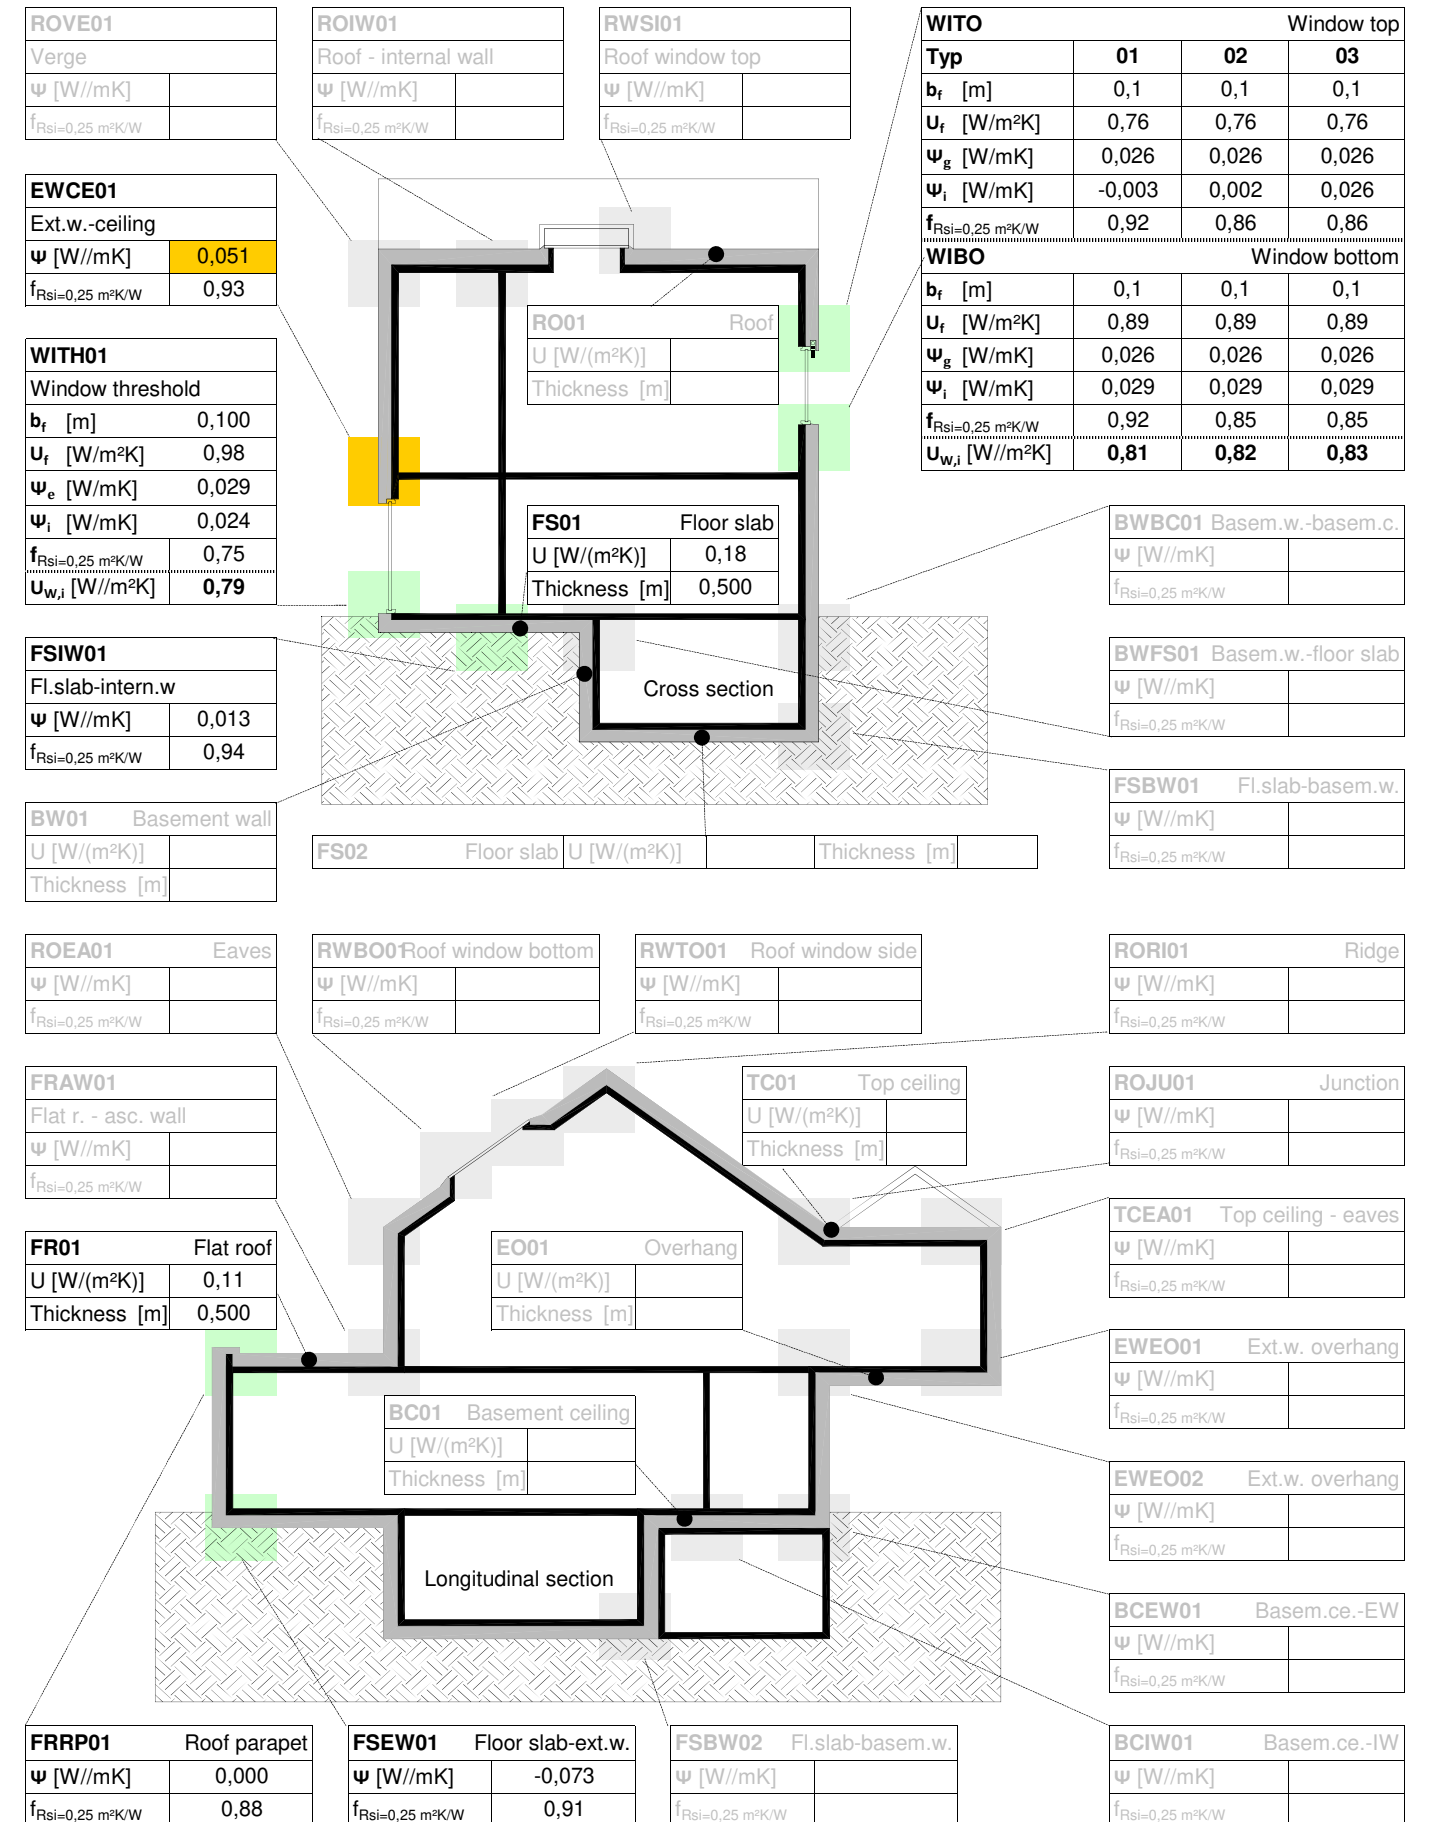 ROVE01
Verge
Ψ [W//mK]
fRsi=0,25 m²K/W
ROIW01
Roof - internal wall
Ψ [W//mK]
fRsi=0,25 m²K/W
RWSI01
Roof window top
Ψ [W//mK]
fRsi=0,25 m²K/W
WITO Window top
Typ 01 02 03
bf [m] 0,1 0,1 0,1
Uf [W/m²K] 0,76 0,76 0,76
Ψg [W/mK] 0,026 0,026 0,026
Ψi [W/mK] -0,003 0,002 0,026
fRsi=0,25 m²K/W 0,92 0,86 0,86
WIBO Window bottom
bf [m] 0,1 0,1 0,1
Uf [W/m²K] 0,89 0,89 0,89
Ψg [W/mK] 0,026 0,026 0,026
Ψi [W/mK] 0,029 0,029 0,029
fRsi=0,25 m²K/W 0,92 0,85 0,85
UW,i [W//m²K] 0,81 0,82 0,83
EWCE01
Ext.w.-ceiling
Ψ [W//mK] 0,051
fRsi=0,25 m²K/W 0,93
WITH01
Window threshold
bf [m] 0,100
Uf [W/m²K] 0,98
Ψe [W/mK] 0,029
Ψi [W/mK] 0,024
fRsi=0,25 m²K/W 0,75
UW,i [W//m²K] 0,79
RO01 Roof
U [W/(m²K)]
Thickness [m]
FS01 Floor slab
U [W/(m²K)] 0,18
Thickness [m] 0,500
BWBC01 Basem.w.-basem.c.
Ψ [W//mK]
fRsi=0,25 m²K/W
FSIW01
Fl.slab-intern.w
Ψ [W//mK] 0,013
fRsi=0,25 m²K/W 0,94
Cross section
BWFS01 Basem.w.-floor slab
Ψ [W//mK]
fRsi=0,25 m²K/W
FSBW01 Fl.slab-basem.w.
Ψ [W//mK]
fRsi=0,25 m²K/W
BW01 Basement wall
U [W/(m²K)]
Thickness [m]
FS02 Floor slab U [W/(m²K)] Thickness [m]
ROEA01 Eaves
Ψ [W//mK]
fRsi=0,25 m²K/W
RWBO01 Roof window bottom
Ψ [W//mK]
fRsi=0,25 m²K/W
RWTO01 Roof window side
Ψ [W//mK]
fRsi=0,25 m²K/W
RORI01 Ridge
Ψ [W//mK]
fRsi=0,25 m²K/W
FRAW01
Flat r. - asc. wall
Ψ [W//mK]
fRsi=0,25 m²K/W
TC01 Top ceiling
U [W/(m²K)]
Thickness [m]
ROJU01 Junction
Ψ [W//mK]
fRsi=0,25 m²K/W
TCEA01 Top ceiling - eaves
Ψ [W//mK]
fRsi=0,25 m²K/W
FR01 Flat roof
U [W/(m²K)] 0,11
Thickness [m] 0,500
EO01 Overhang
U [W/(m²K)]
Thickness [m]
EWEO01 Ext.w. overhang
Ψ [W//mK]
fRsi=0,25 m²K/W
BC01 Basement ceiling
U [W/(m²K)]
Thickness [m]
EWEO02 Ext.w. overhang
Ψ [W//mK]
fRsi=0,25 m²K/W
Longitudinal section
BCEW01 Basem.ce.-EW
Ψ [W//mK]
fRsi=0,25 m²K/W
FRRP01 Roof parapet
Ψ [W//mK] 0,000
fRsi=0,25 m²K/W 0,88
FSEW01 Floor slab-ext.w.
Ψ [W//mK] -0,073
fRsi=0,25 m²K/W 0,91
FSBW02 Fl.slab-basem.w.
Ψ [W//mK]
fRsi=0,25 m²K/W
BCIW01 Basem.ce.-IW
Ψ [W//mK]
fRsi=0,25 m²K/W